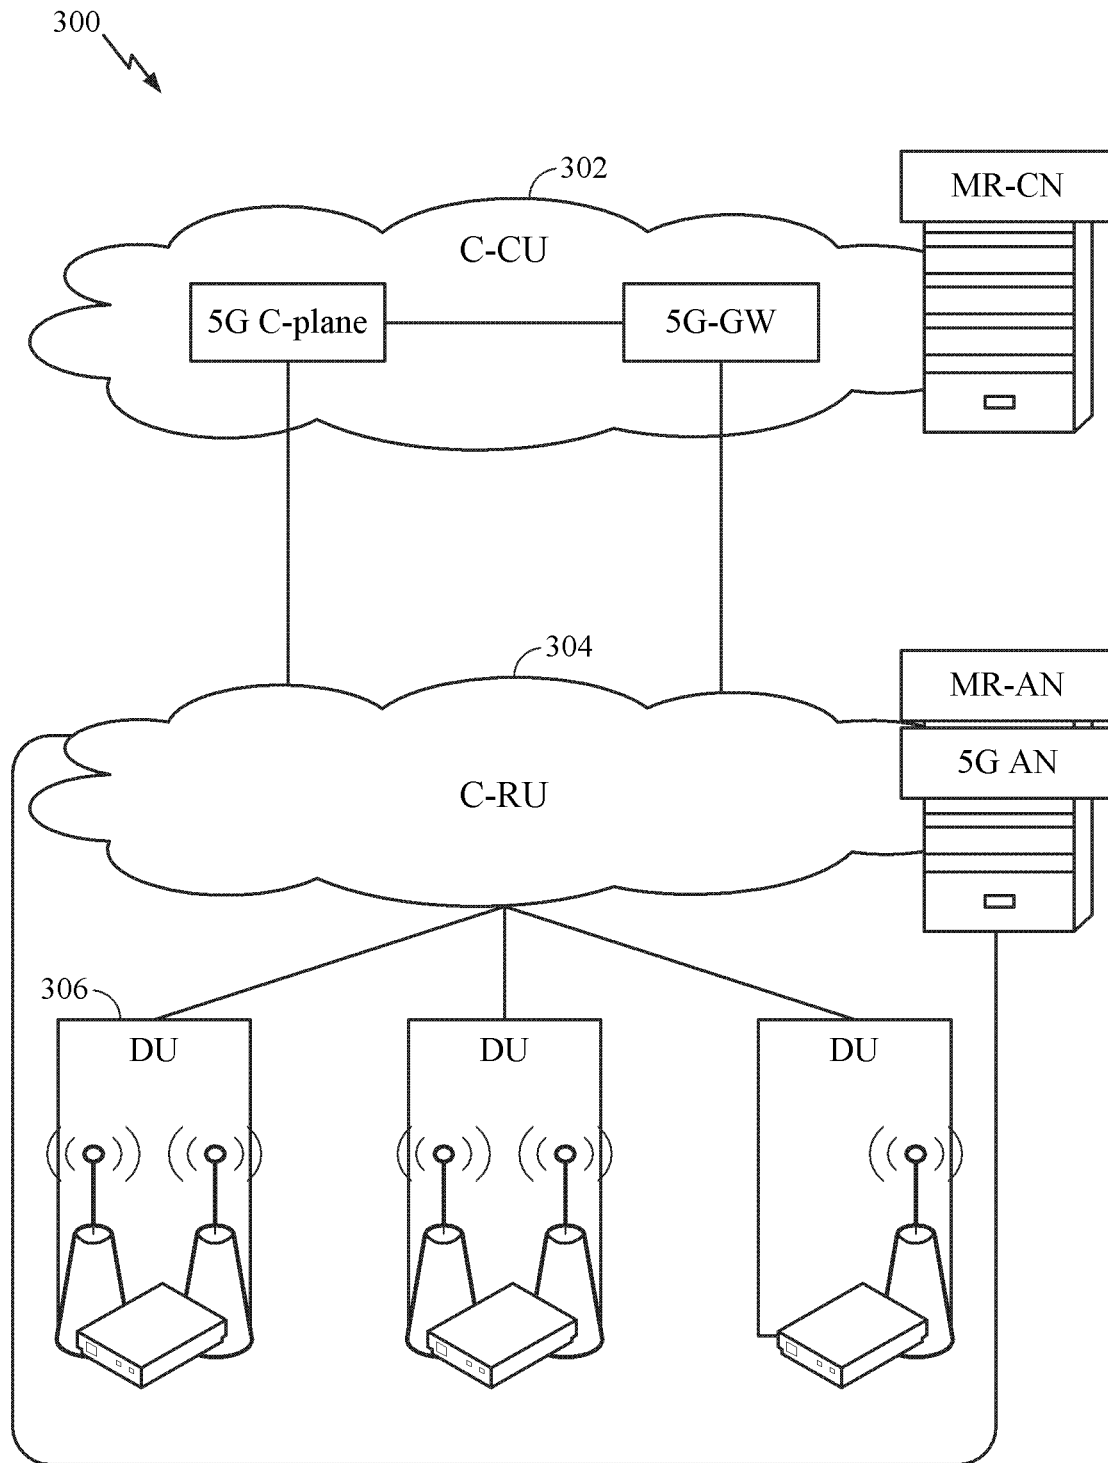 300
302
MR-CN
C-CU
5G C-plane
5G-GW
304
MR-AN
5G AN
C-RU
306
DU
DU
DU